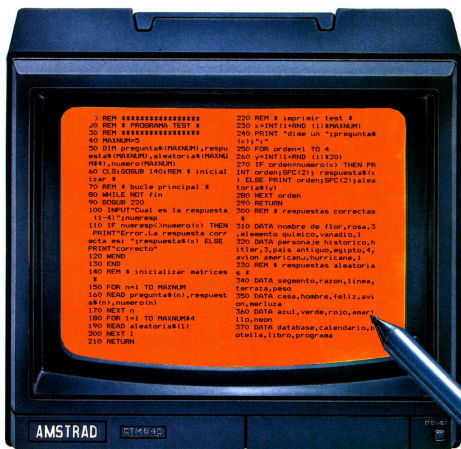 10 REM *****************
20 REM * PROGRAMA TEST *
30 REM *****************
40 MAXNUM=5
50 DIM pregunta$(MAXNUM),respu
esta$(MAXNUM),aleatoria$(MAXNU
M*4),numero(MAXNUM)
60 CLS:GOSUB 140:REM * inicial
izar *
70 REM * bucle principal *
80 WHILE NOT fin
90 GOSUB 220
100 INPUT"Cual es la respuesta
(1-4)";numresp
110 IF numresp<>numero(x) THEN
PRINT"Error.La respuesta corr
ecta es: ";respuesta$(x) ELSE
PRINT"correcto"
120 WEND
130 END
140 REM * inicializar matrices
*
150 FOR n=1 TO MAXNUM
160 READ pregunta$(n),respuest
a$(n),numero(n)
170 NEXT n
180 FOR l=1 TO MAXNUM*4
190 READ aleatoria$(l)
200 NEXT l
210 RETURN
220 REM * imprimir test *
230 x=INT(1+RND (1)*MAXNUM)
240 PRINT "dime un ";pregunta$
(x);":"
250 FOR orden=1 TO 4
260 y=INT(1+RND (1)*20)
270 IF orden=numero(x) THEN PR
INT orden;SPC(2);respuesta$(x
) ELSE PRINT orden;SPC(2);alea
toria$(y)
280 NEXT orden
290 RETURN
300 REM * respuestas correctas
*
310 DATA nombre de flor,rosa,3
,elemento quimico,vanadio,1
320 DATA personaje historico,h
itler,3,pais antiguo,egipto,4,
avion americano,hurricane,1
330 REM * respuestas aleatoria
s *
340 DATA segmento,razon,linea,
terraza,peso
350 DATA casa,hombre,feliz,avi
on,merluza
360 DATA azul,verde,rojo,amari
llo,neon
370 DATA database,calendario,b
otella,libro,programa
AMSTRAD
CTM640
POWER